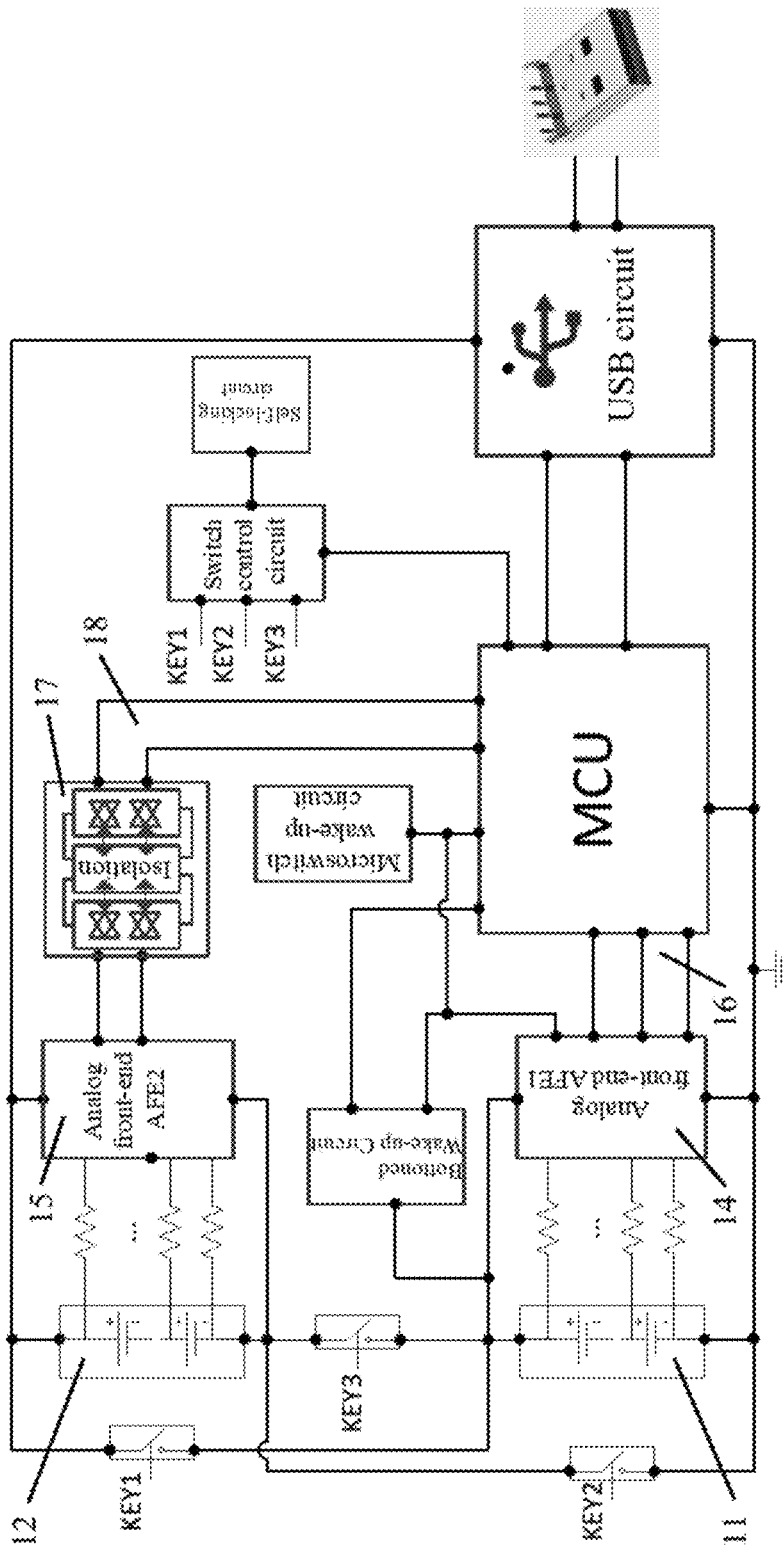 12
KEY1
KEY2
11
KEY3
+
-
+
-
+
-
+
-
...
...
15
Analog
front-end
AFE2
14
Analog
front-end AFE1
Bottoned
Wake-up Circuit
16
17
Isolation
18
Microswitch
wake-up
circuit
MCU
KEY1
KEY2
KEY3
Switch
control
circuit
Self-locking
circuit
USB circuit